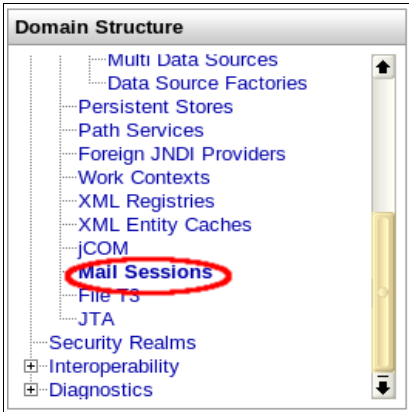 Domain Structure
Multi Data Sources
Data Source Factories
Persistent Stores
Path Services
Foreign JNDI Providers
Work Contexts
XML Registries
XML Entity Caches
jCOM
Mail Sessions
File T3
JTA
Security Realms
Interoperability
Diagnostics